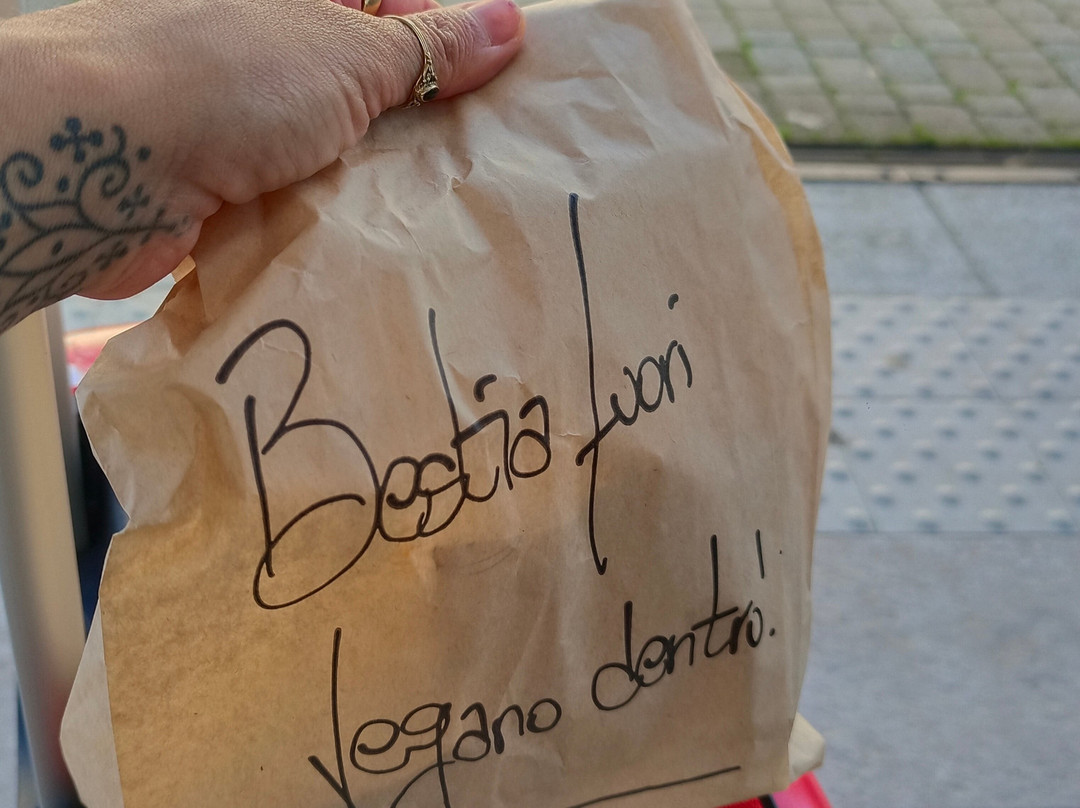 Bestia fuori
Vegano dentro!